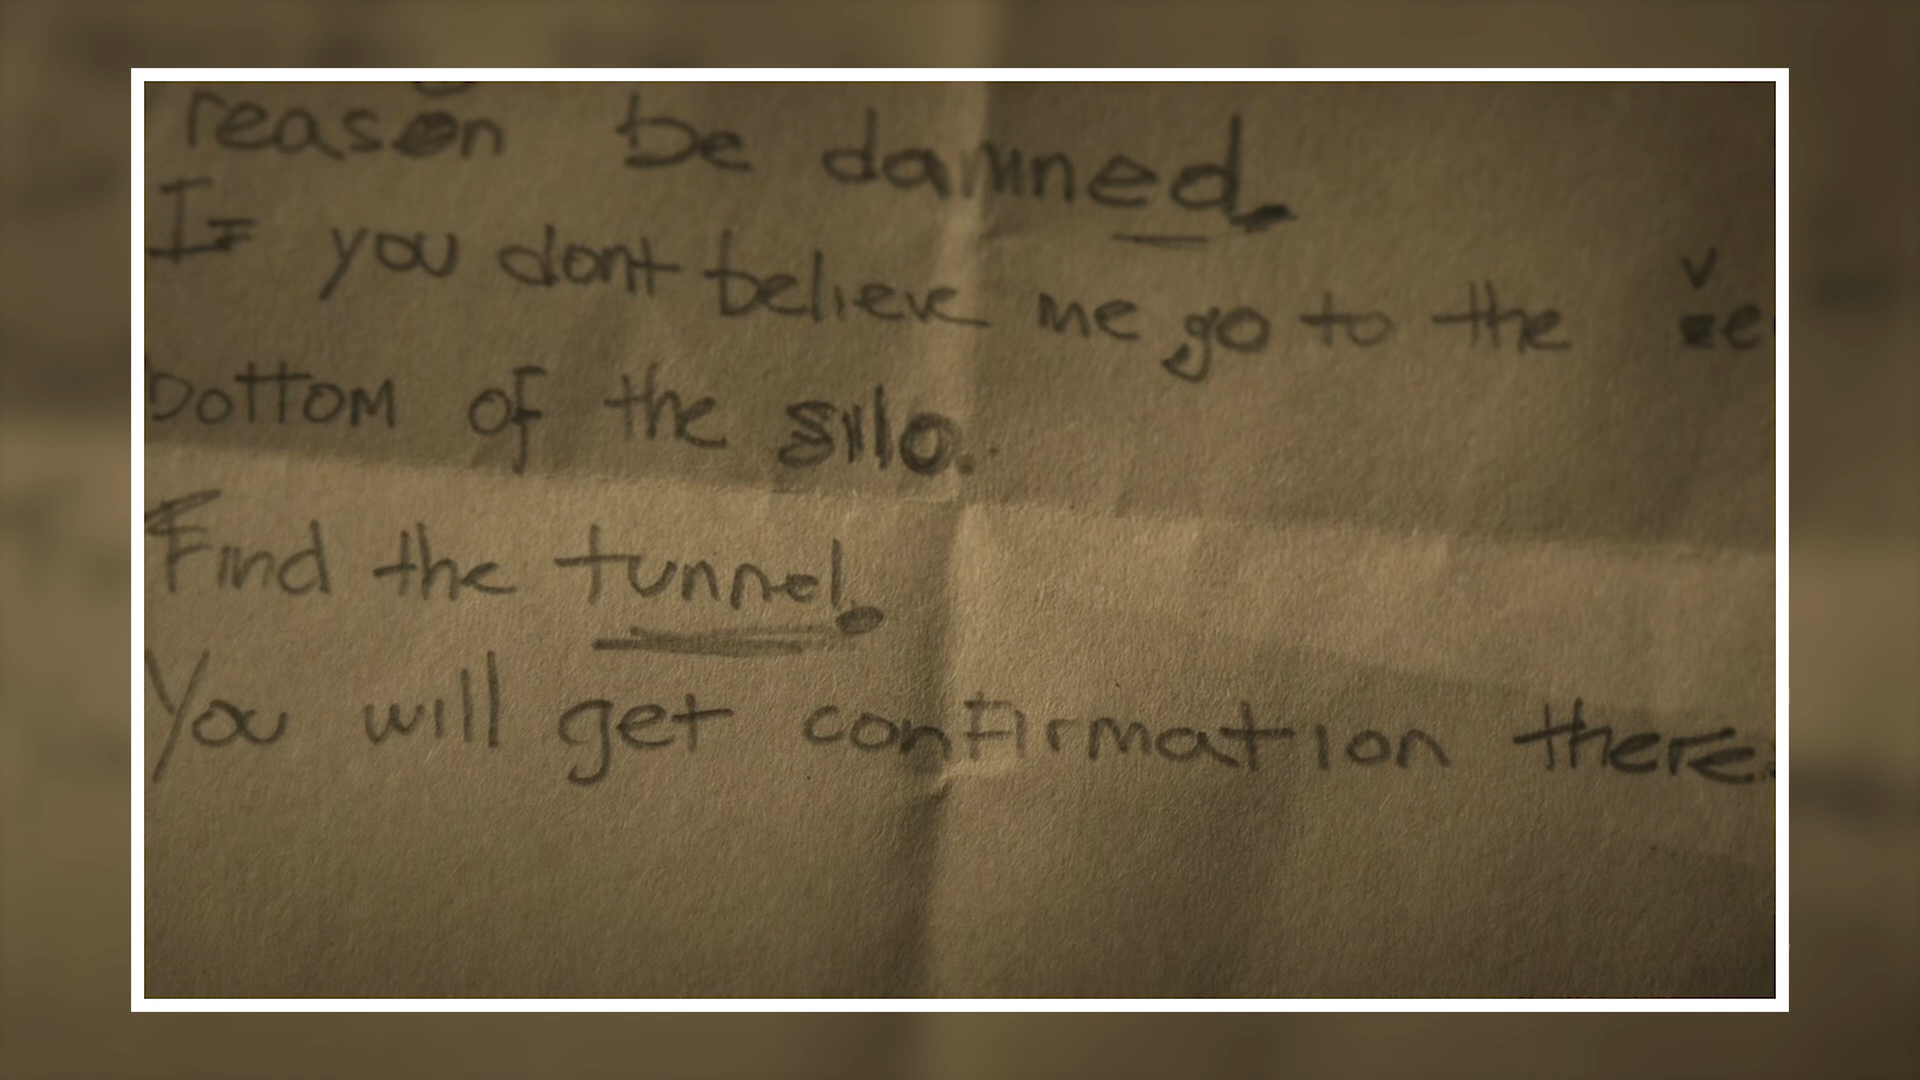 reason be damned.
If you dont believe me go to the
bottom of the silo.
Find the tunnel.
You will get confirmation there.